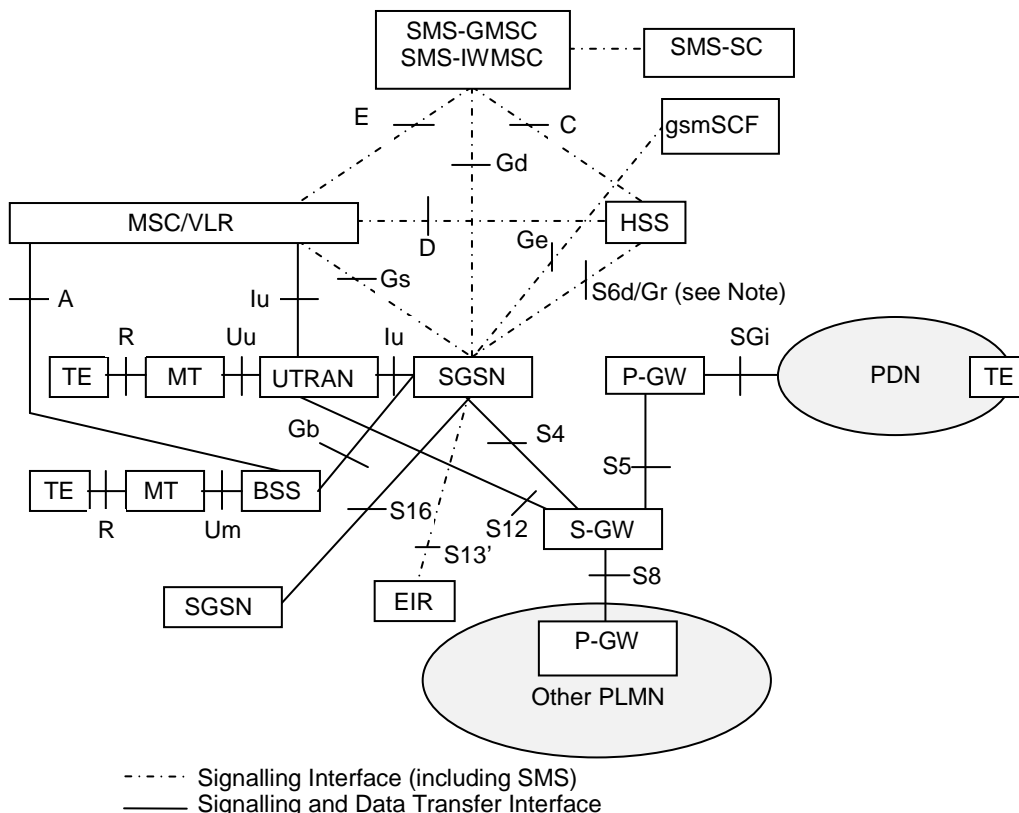 SMS-GMSC
SMS-IWMSC
SMS-SC
gsmSCF
E
C
Gd
MSC/VLR
HSS
D
Ge
Gs
S6d/Gr (see Note)
A
Iu
SGi
R
Uu
Iu
TE
MT
UTRAN
SGSN
P-GW
PDN
TE
Gb
S4
S5
TE
MT
BSS
R
Um
S16
S12
S-GW
S13’
S8
SGSN
EIR
P-GW
Other PLMN
Signalling Interface (including SMS)
Signalling and Data Transfer Interface